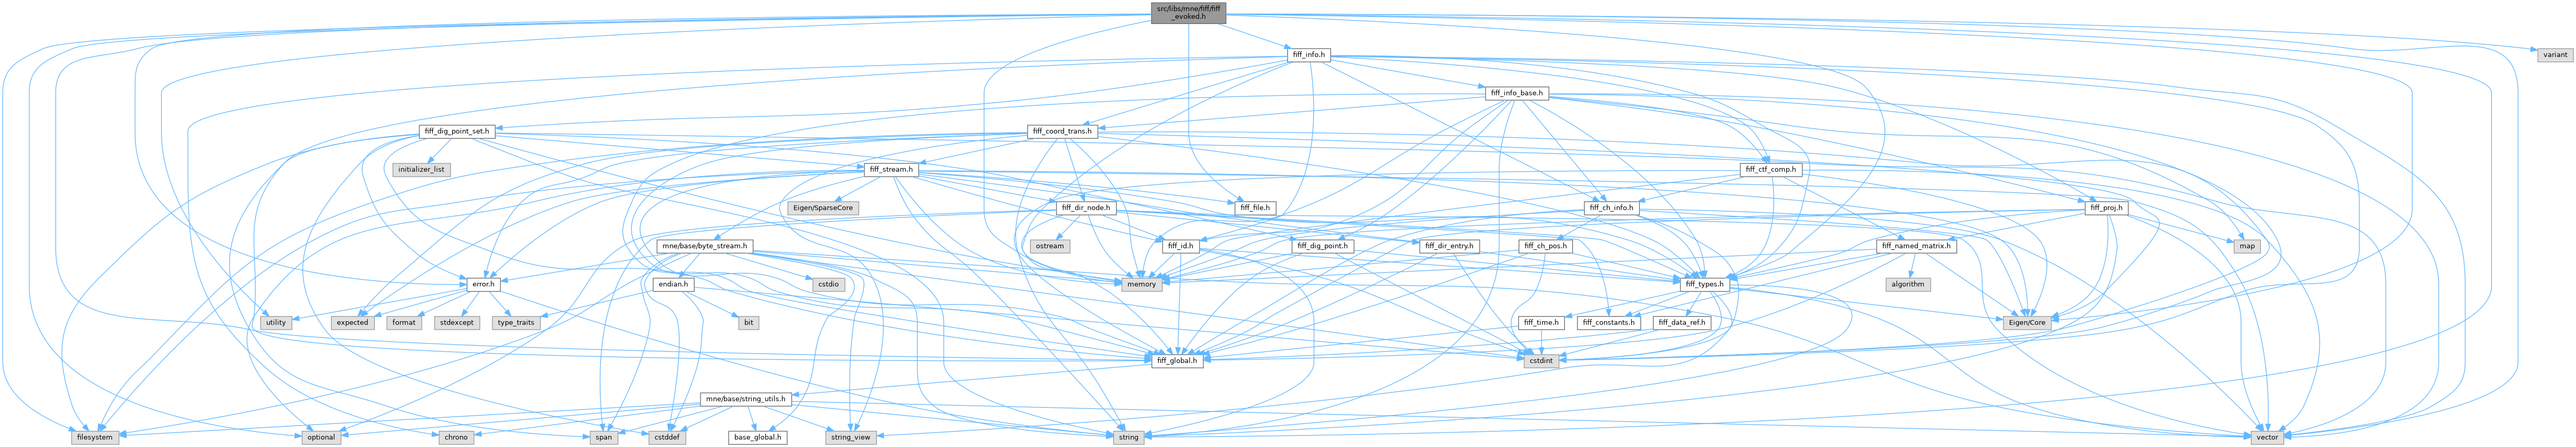 src/libs/mne/fiff/fiff
_evoked.h
fiff_info.h
variant
fiff_info_base.h
fiff_dig_point_set.h
fiff_coord_trans.h
initializer_list
fiff_stream.h
fiff_ctf_comp.h
Eigen/SparseCore
fiff_dir_node.h
fiff_file.h
fiff_ch_info.h
fiff_proj.h
mne/base/byte_stream.h
ostream
fiff_id.h
fiff_dig_point.h
fiff_dir_entry.h
fiff_ch_pos.h
fiff_named_matrix.h
map
error.h
endian.h
cstdio
memory
fiff_types.h
algorithm
utility
expected
format
stdexcept
type_traits
bit
fiff_time.h
fiff_constants.h
fiff_data_ref.h
Eigen/Core
fiff_global.h
cstdint
mne/base/string_utils.h
filesystem
optional
chrono
span
cstddef
base_global.h
string_view
string
vector